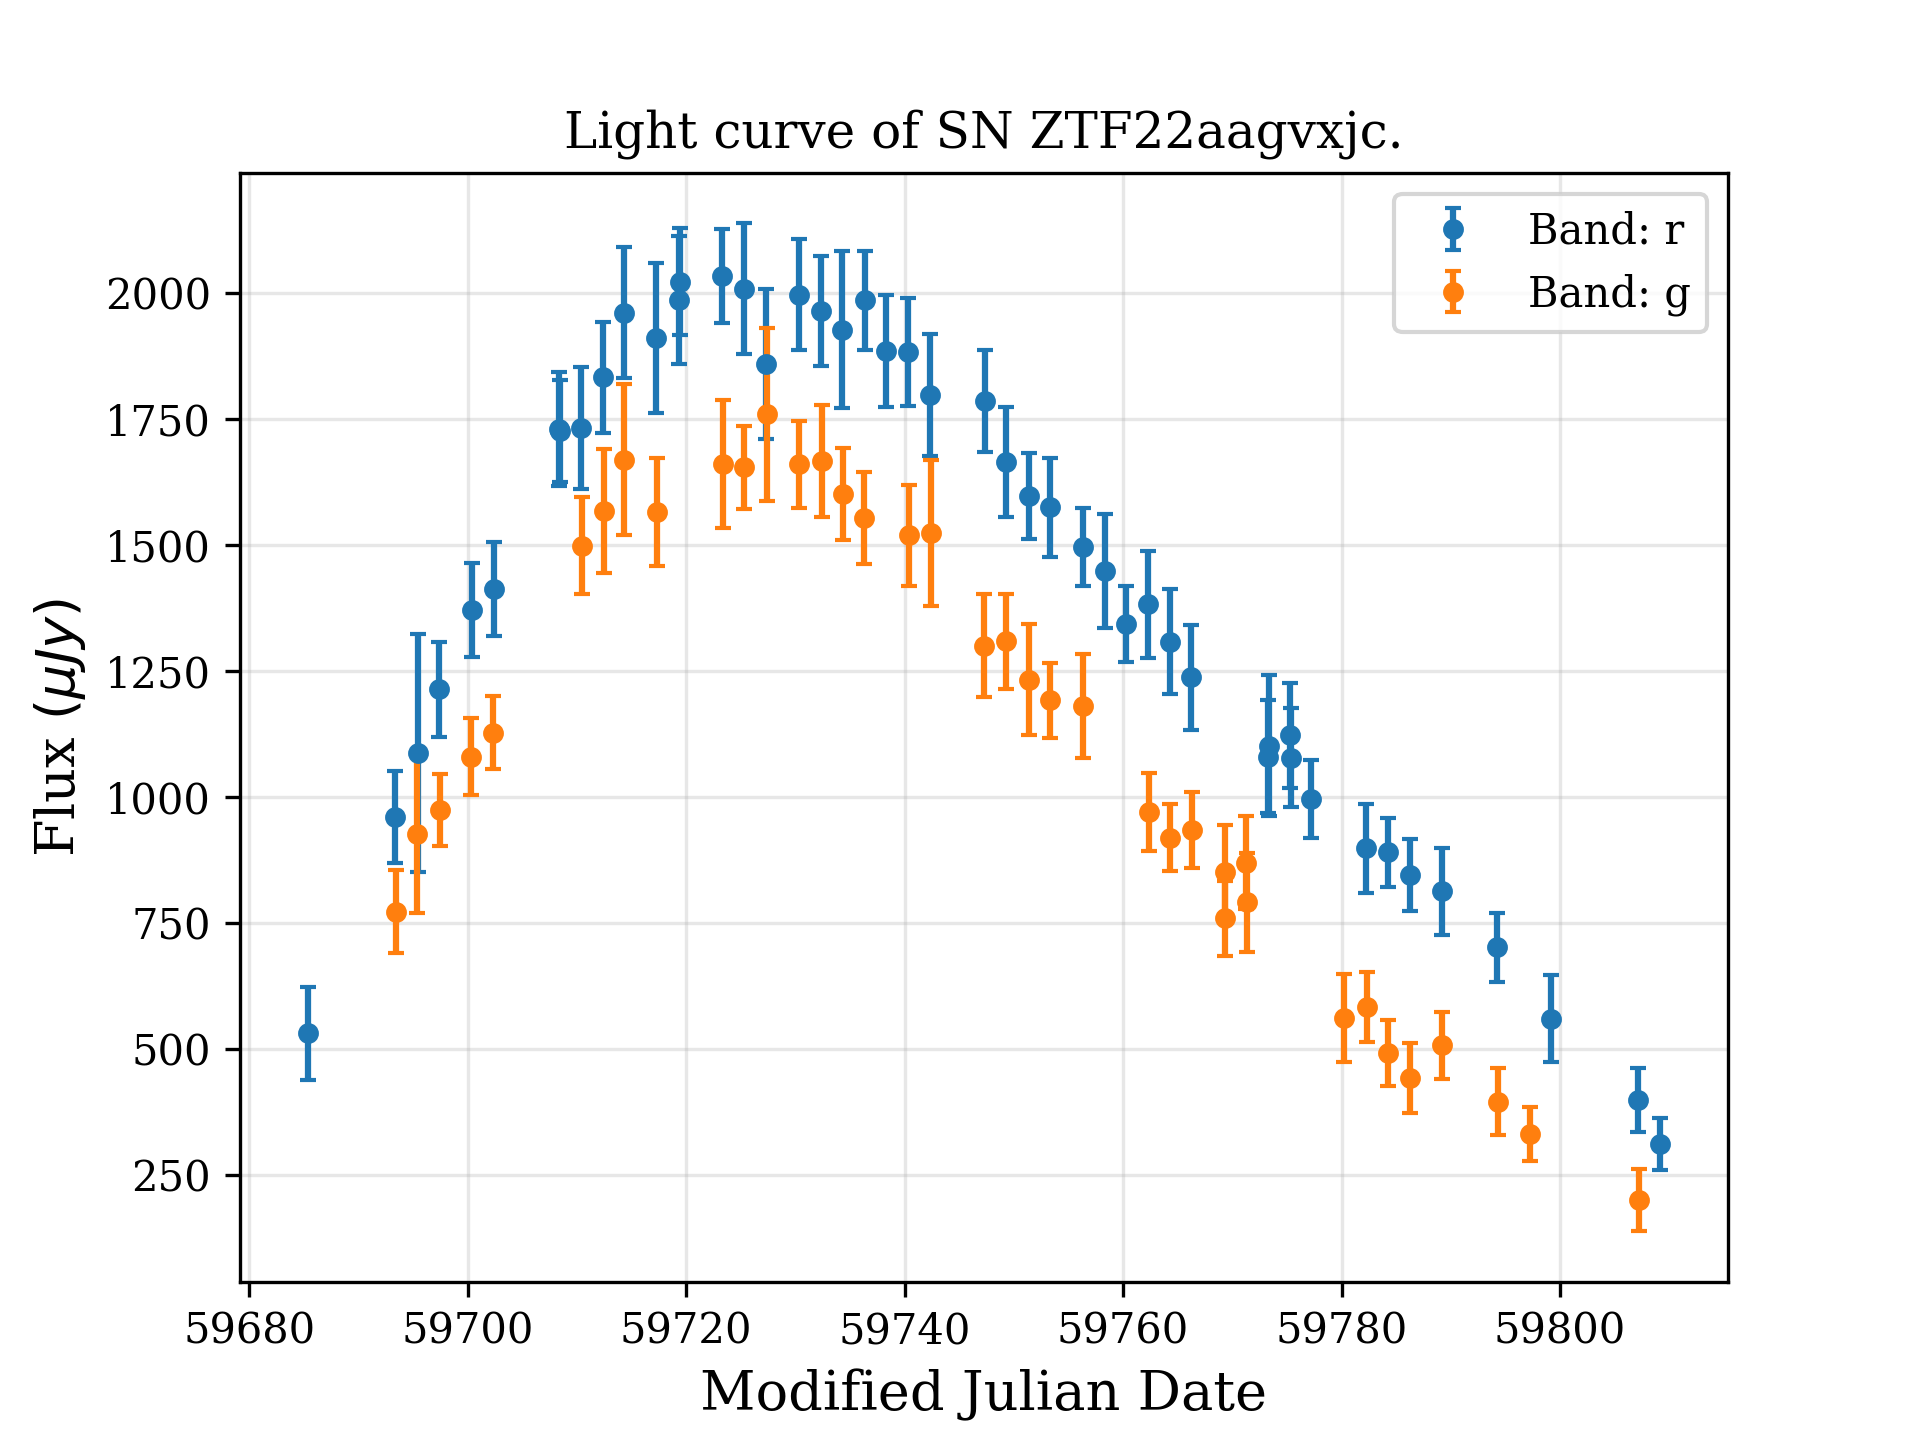 Light curve of SN ZTF22aagvxjc.
Band: r
Band: g
Flux (μJy)
2000
1750
1500
1250
1000
750
500
250
59680 59700 59720 59740 59760 59780 59800
Modified Julian Date